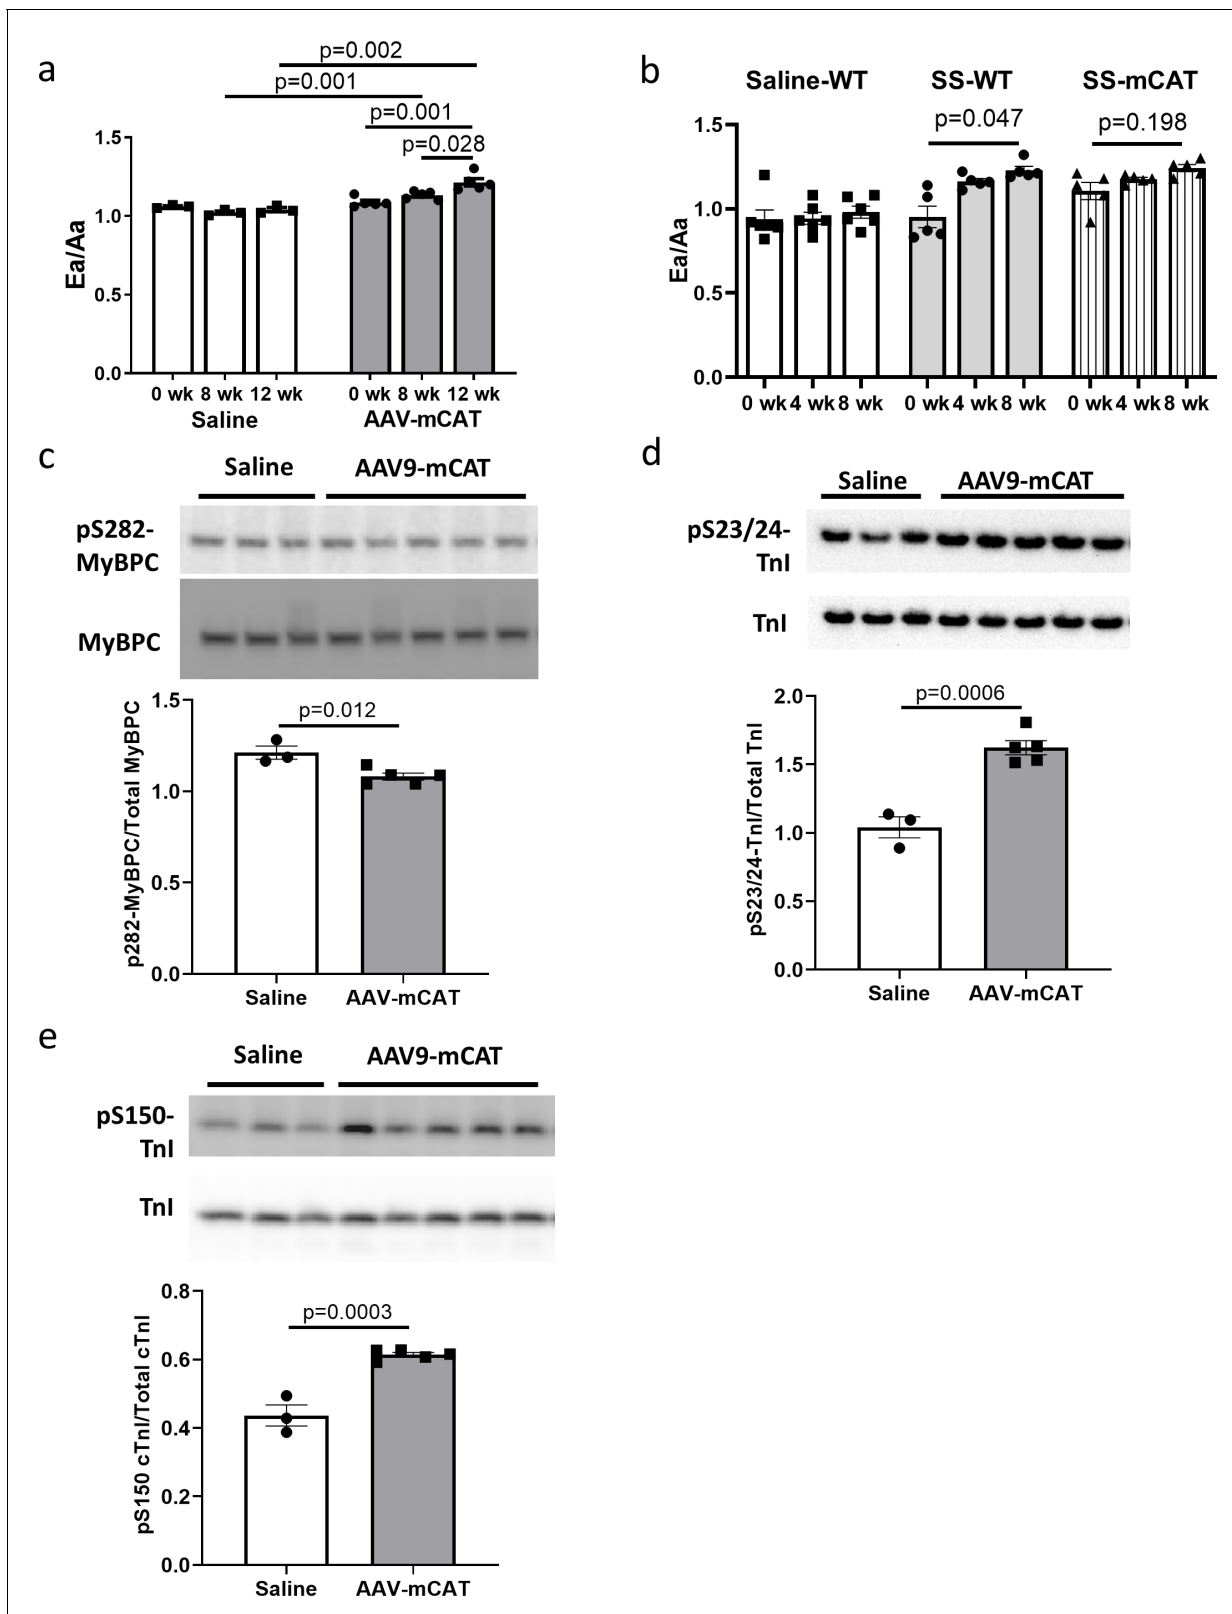 a
p=0.002
p=0.001
p=0.001
p=0.028
Ea/Aa
1.5
1.0
0.5
0.0
0 wk 8 wk 12 wk 0 wk 8 wk 12 wk
Saline AAV-mCAT
b
Saline-WT SS-WT SS-mCAT
p=0.047 p=0.198
Ea/Aa
1.5
1.0
0.5
0.0
0 wk 4 wk 8 wk 0 wk 4 wk 8 wk 0 wk 4 wk 8 wk
c
Saline AAV9-mCAT
pS282-
MyBPC
MyBPC
p282-MyBPC/Total MyBPC
1.5
1.0
0.5
0.0
p=0.012
Saline AAV-mCAT
d
Saline AAV9-mCAT
pS23/24-
TnI
TnI
pS23/24-TnI/Total TnI
2.0
1.5
1.0
0.5
0.0
p=0.0006
Saline AAV-mCAT
e
Saline AAV9-mCAT
pS150-
TnI
TnI
pS150 cTnI/Total cTnI
0.8
0.6
0.4
0.2
0.0
p=0.0003
Saline AAV-mCAT